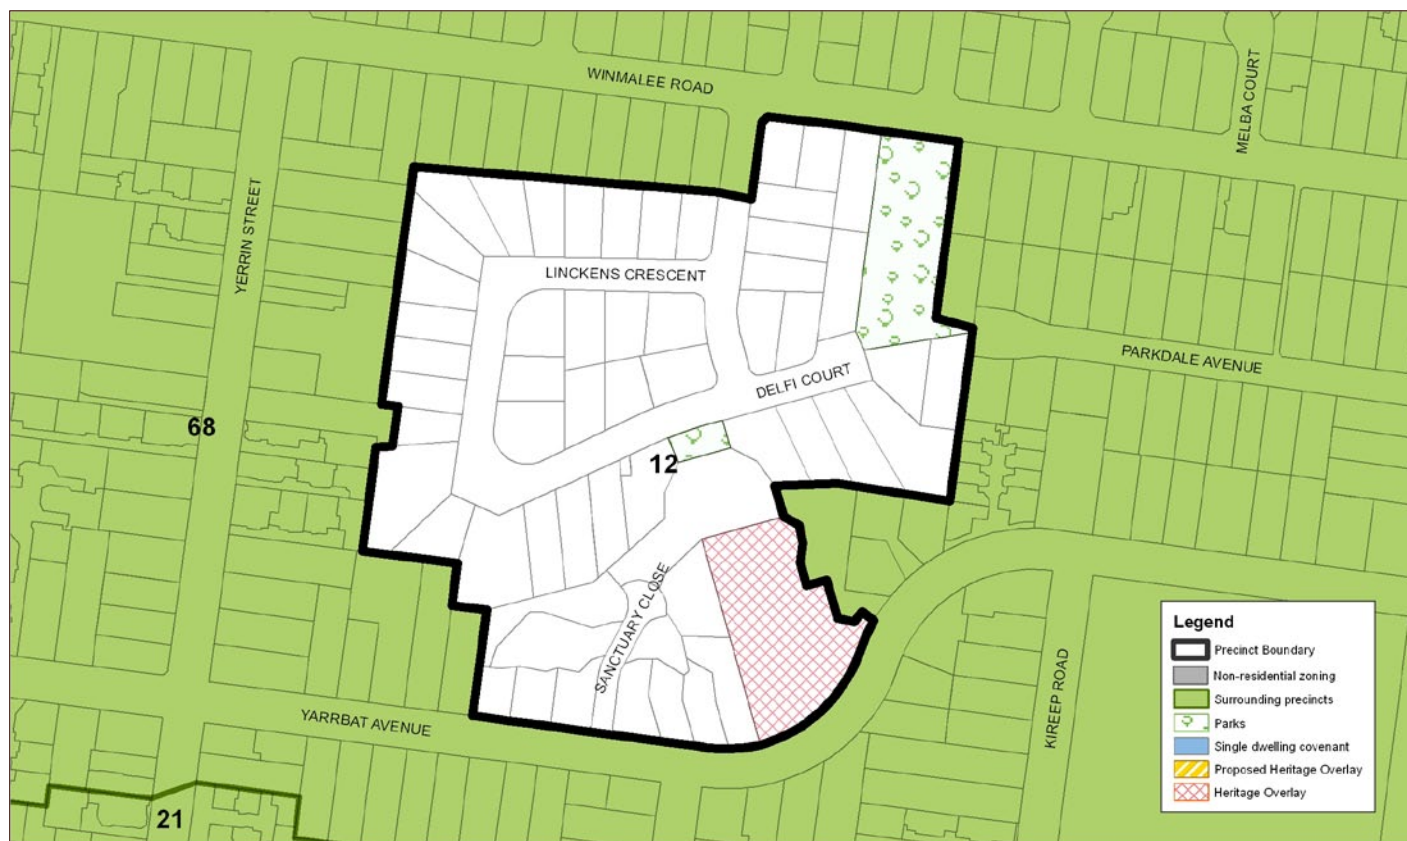 WINMALEE ROAD
MELBA COURT
YERRIN STREET
LINCKENS CRESCENT
PARKDALE AVENUE
DELFI COURT
68
12
SANCTUARY CLOSE
KIREEP ROAD
YARRBAT AVENUE
21
Legend
Precinct Boundary
Non-residential zoning
Surrounding precincts
Parks
Single dwelling covenant
Proposed Heritage Overlay
Heritage Overlay